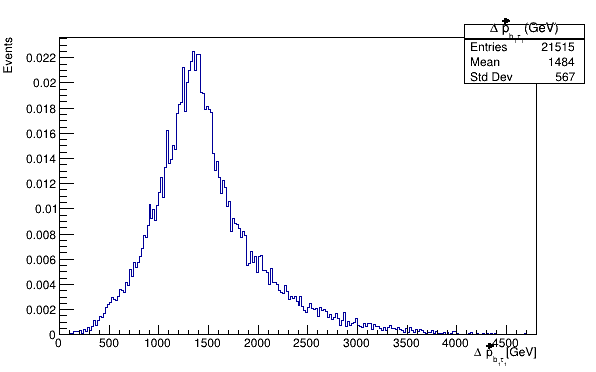 Δ p⃗_{b₁τ₁} (GeV)
Entries 21515
Mean 1484
Std Dev 567
Events
0.022
0.02
0.018
0.016
0.014
0.012
0.01
0.008
0.006
0.004
0.002
0
0 500 1000 1500 2000 2500 3000 3500 4000 4500
Δ p⃗_{b₁τ₁} [GeV]